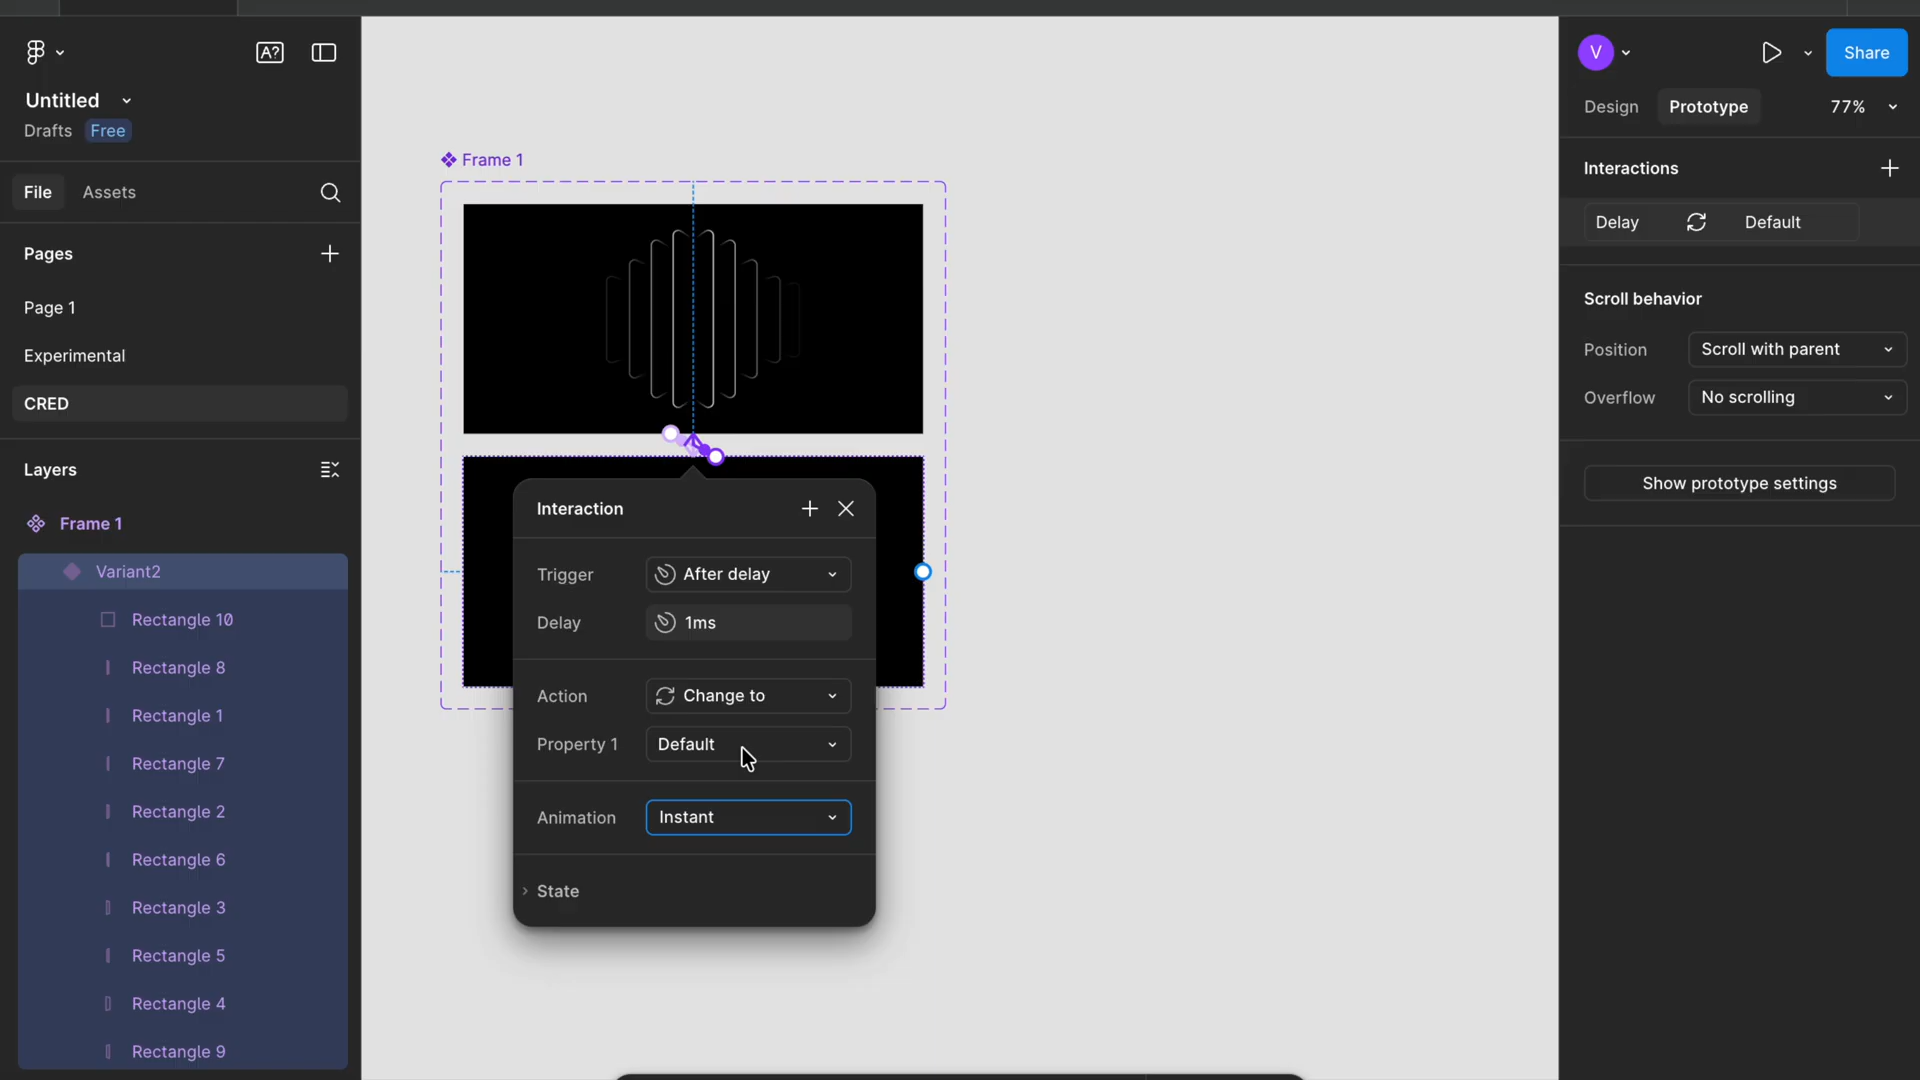 A?
Untitled
Drafts Free
File Assets
Pages
Page 1
Experimental
CRED
Layers
Frame 1
Variant2
Rectangle 10
Rectangle 8
Rectangle 1
Rectangle 7
Rectangle 2
Rectangle 6
Rectangle 3
Rectangle 5
Rectangle 4
Rectangle 9
Frame 1
Interaction
Trigger After delay
Delay 1ms
Action Change to
Property 1 Default
Animation Instant
State
V Share
Design Prototype 77%
Interactions
Delay Default
Scroll behavior
Position Scroll with parent
Overflow No scrolling
Show prototype settings